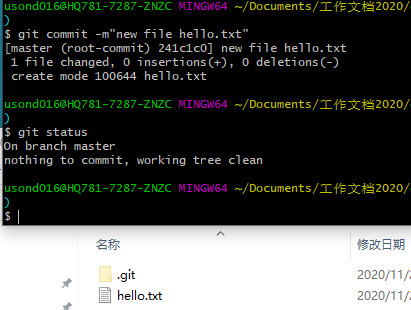 usond016@HQ781-7287-ZNZC MINGW64 ~/Documents/工作文档2020/
)
$ git commit -m"new file hello.txt"
[master (root-commit) 241c1c0] new file hello.txt
1 file changed, 0 insertions(+), 0 deletions(-)
create mode 100644 hello.txt
usond016@HQ781-7287-ZNZC MINGW64 ~/Documents/工作文档2020/
)
$ git status
On branch master
nothing to commit, working tree clean
usond016@HQ781-7287-ZNZC MINGW64 ~/Documents/工作文档2020/
)
$
名称 修改日期
.git 2020/11/2
hello.txt 2020/11/2